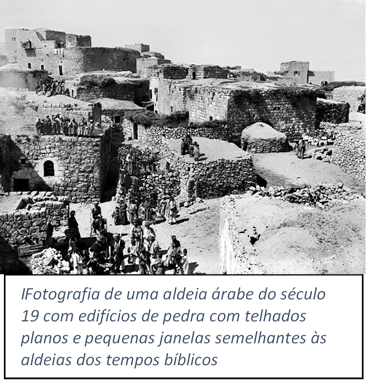 lFotografia de uma aldeia árabe do século
19 com edifícios de pedra com telhados
planos e pequenas janelas semelhantes às
aldeias dos tempos bíblicos